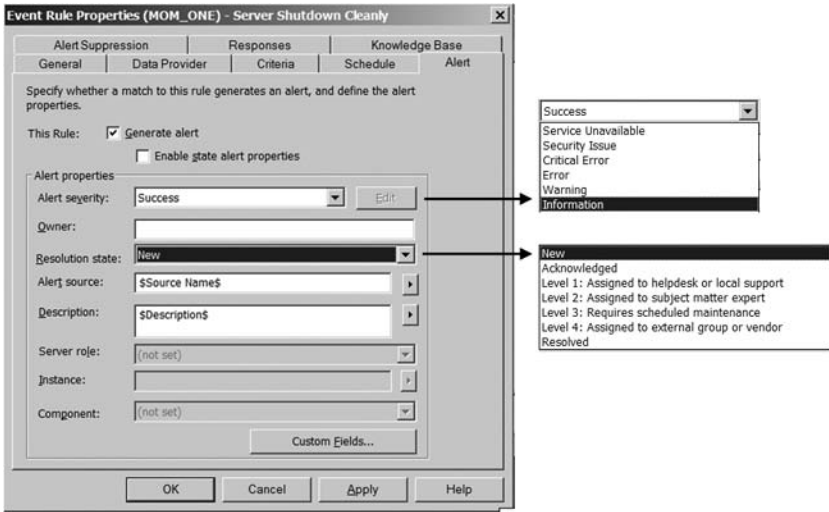 Event Rule Properties (MOM_ONE) - Server Shutdown Cleanly
Alert Suppression Responses Knowledge Base
General Data Provider Criteria Schedule Alert
Specify whether a match to this rule generates an alert, and define the alert
properties.
This Rule: Generate alert
Enable state alert properties
Alert properties
Alert severity: Success Edit
Owner:
Resolution state: New
Alert source: $Source Name$
Description: $Description$
Server role: (not set)
Instance:
Component: (not set)
Custom Fields...
OK Cancel Apply Help
Success
Service Unavailable
Security Issue
Critical Error
Error
Warning
Information
New
Acknowledged
Level 1: Assigned to helpdesk or local support
Level 2: Assigned to subject matter expert
Level 3: Requires scheduled maintenance
Level 4: Assigned to external group or vendor
Resolved